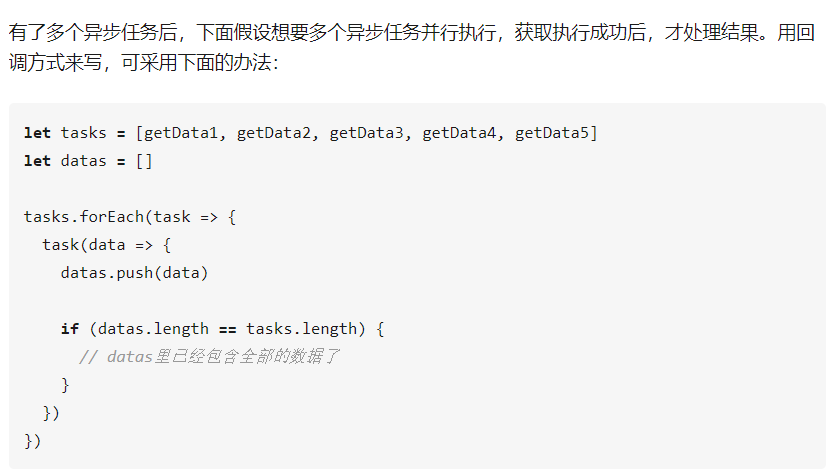 有了多个异步任务后，下面假设想要多个异步任务并行执行，获取执行成功后，才处理结果。用回
调方式来写，可采用下面的办法：
let tasks = [getData1, getData2, getData3, getData4, getData5]
let datas = []
tasks.forEach(task => {
  task(data => {
    datas.push(data)
    if (datas.length == tasks.length) {
      // datas里已经包含全部的数据了
    }
  })
})